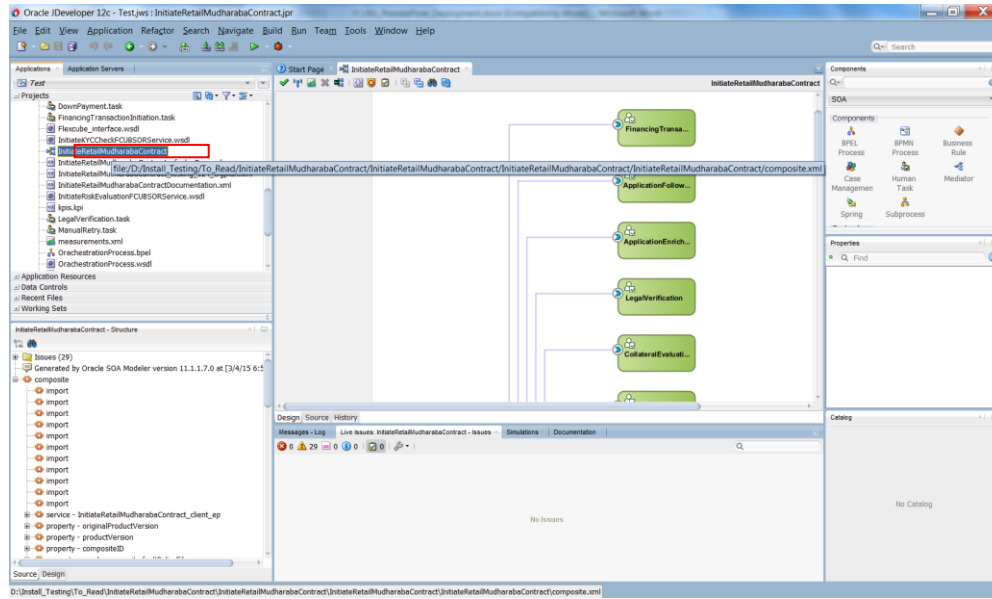 Oracle JDeveloper 12c - Test.jws : InitiateRetailMudharabaContract.jpr
File Edit View Application Refactor Search Navigate Build Run Team Tools Window Help
Search
Applications
Application Servers
Test
Projects
DownPayment.task
FinancingTransactionInitiation.task
Flexcube_interface.wsdl
InitiateKYCCheckFCUBSORService.wsdl
InitiateRetailMudharabaContract
InitiateRetailMu
file:/D:/Install_Testing/To_Read/InitiateRetailMudharabaContract/InitiateRetailMudharabaContract/InitiateRetailMudharabaContract/composite.xml
InitiateRetailMudharabaContractDocumentation.xml
InitiateRiskEvaluationFCUBSORService.wsdl
kpis.kpi
LegalVerification.task
ManualRetry.task
measurements.xml
OrachestrationProcess.bpel
OrachestrationProcess.wsdl
Application Resources
Data Controls
Recent Files
Working Sets
InitiateRetailMudharabaContract - Structure
Issues (29)
Generated by Oracle SOA Modeler version 11.1.1.7.0 at [3/4/15 6:5
composite
import
import
import
import
import
import
import
import
import
import
import
service - InitiateRetailMudharabaContract_client_ep
property - originalProductVersion
property - productVersion
property - compositeID
Source Design
Start Page
InitiateRetailMudharabaContract
InitiateRetailMudharabaContract
FinancingTransa...
ApplicationFollow...
ApplicationEnrich...
LegalVerification
CollateralEvaluati...
Design Source History
Messages - Log
Live Issues: InitiateRetailMudharabaContract - Issues
Simulations
Documentation
0 29 0 0 0
No Issues
Components
SOA
Components
BPEL Process
BPMN Process
Business Rule
Case Managemen
Human Task
Mediator
Spring
Subprocess
Properties
Find
Catalog
No Catalog
D:\Install_Testing\To_Read\InitiateRetailMudharabaContract\InitiateRetailMudharabaContract\InitiateRetailMudharabaContract\composite.xml